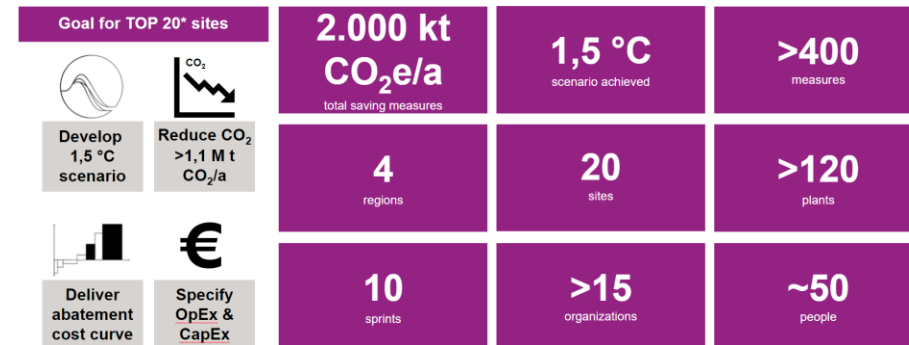 Goal for TOP 20* sites
CO₂
Develop
1,5 °C
scenario
Reduce CO₂
>1,1 M t
CO₂/a
€
Deliver
abatement
cost curve
Specify
OpEx &
CapEx
2.000 kt
CO₂e/a
total saving measures
1,5 °C
scenario achieved
>400
measures
4
regions
20
sites
>120
plants
10
sprints
>15
organizations
~50
people